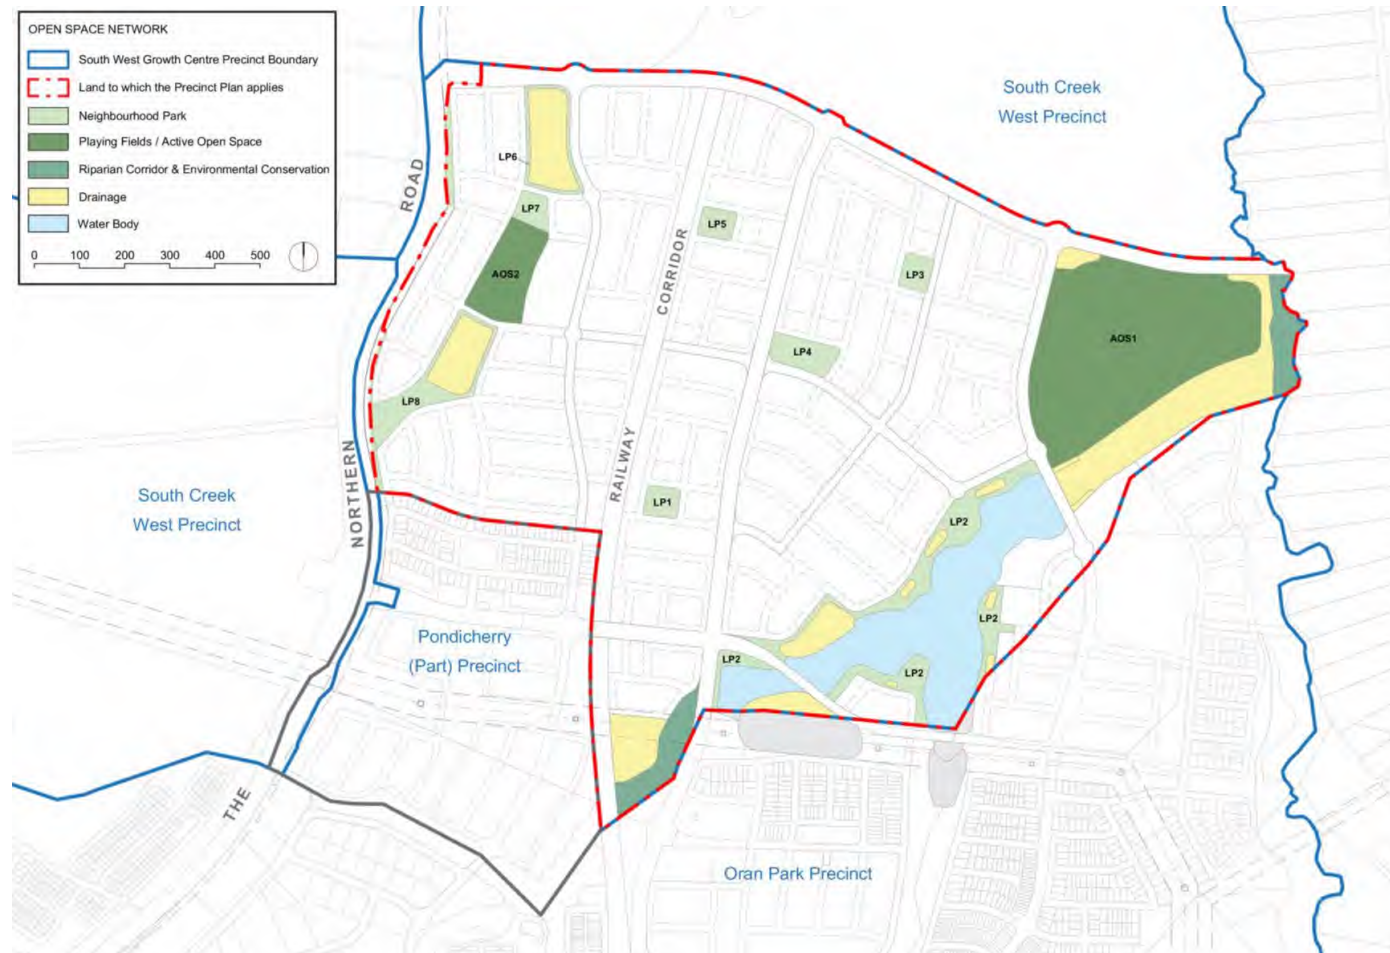 OPEN SPACE NETWORK
South West Growth Centre Precinct Boundary
Land to which the Precinct Plan applies
Neighbourhood Park
Playing Fields / Active Open Space
Riparian Corridor & Environmental Conservation
Drainage
Water Body
0 100 200 300 400 500
South Creek
West Precinct
LP6
ROAD
LP7
LP5
CORRIDOR
AOS2
LP3
AOS1
LP4
LP8
NORTHERN
RAILWAY
South Creek
West Precinct
LP1
LP2
LP2
Pondicherry
(Part) Precinct
LP2
LP2
THE
Oran Park Precinct